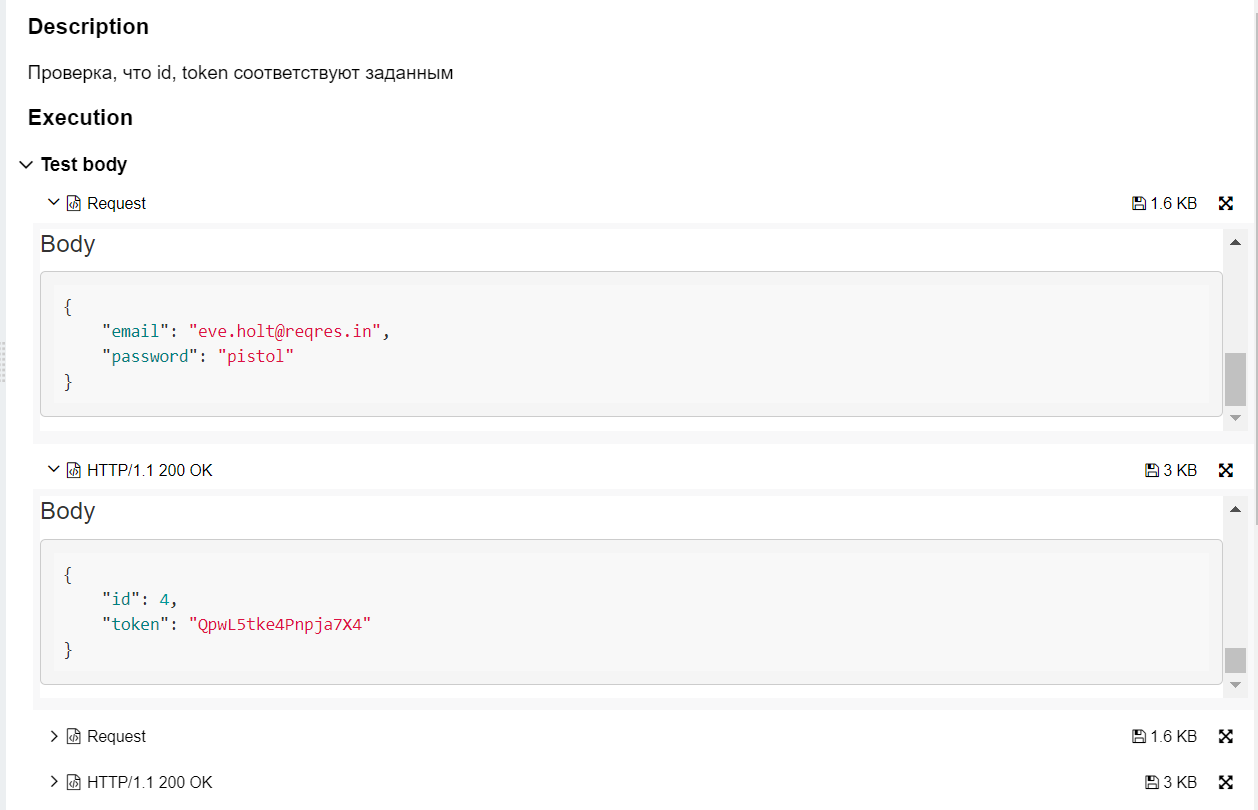 Description
Проверка, что id, token соответствуют заданным
Execution
Test body
Request 1.6 KB
Body
{
"email": "eve.holt@reqres.in",
"password": "pistol"
}
HTTP/1.1 200 OK 3 KB
Body
{
"id": 4,
"token": "QpwL5tke4Pnpja7X4"
}
Request 1.6 KB
HTTP/1.1 200 OK 3 KB